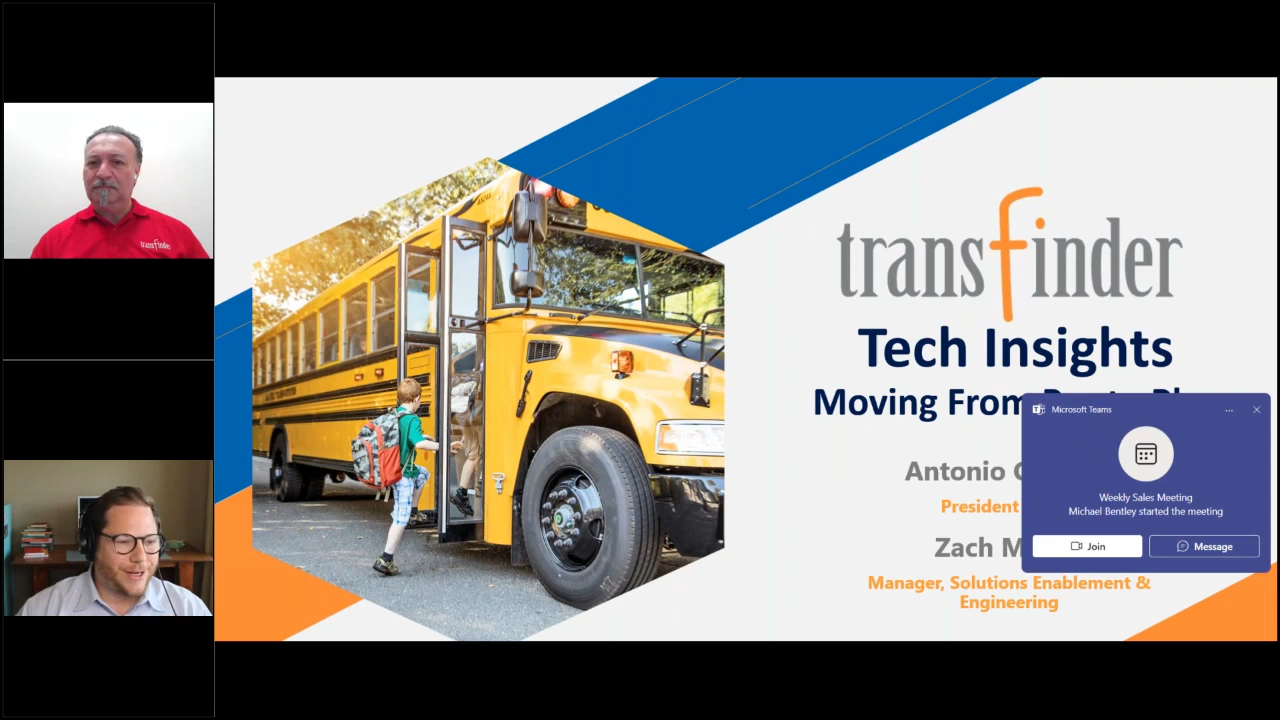 transfinder
transfinder
Tech Insights
Moving From
Antonio
President
Zach
Manager, Solutions Enablement &
Engineering
Microsoft Teams
Weekly Sales Meeting
Michael Bentley started the meeting
Join
Message